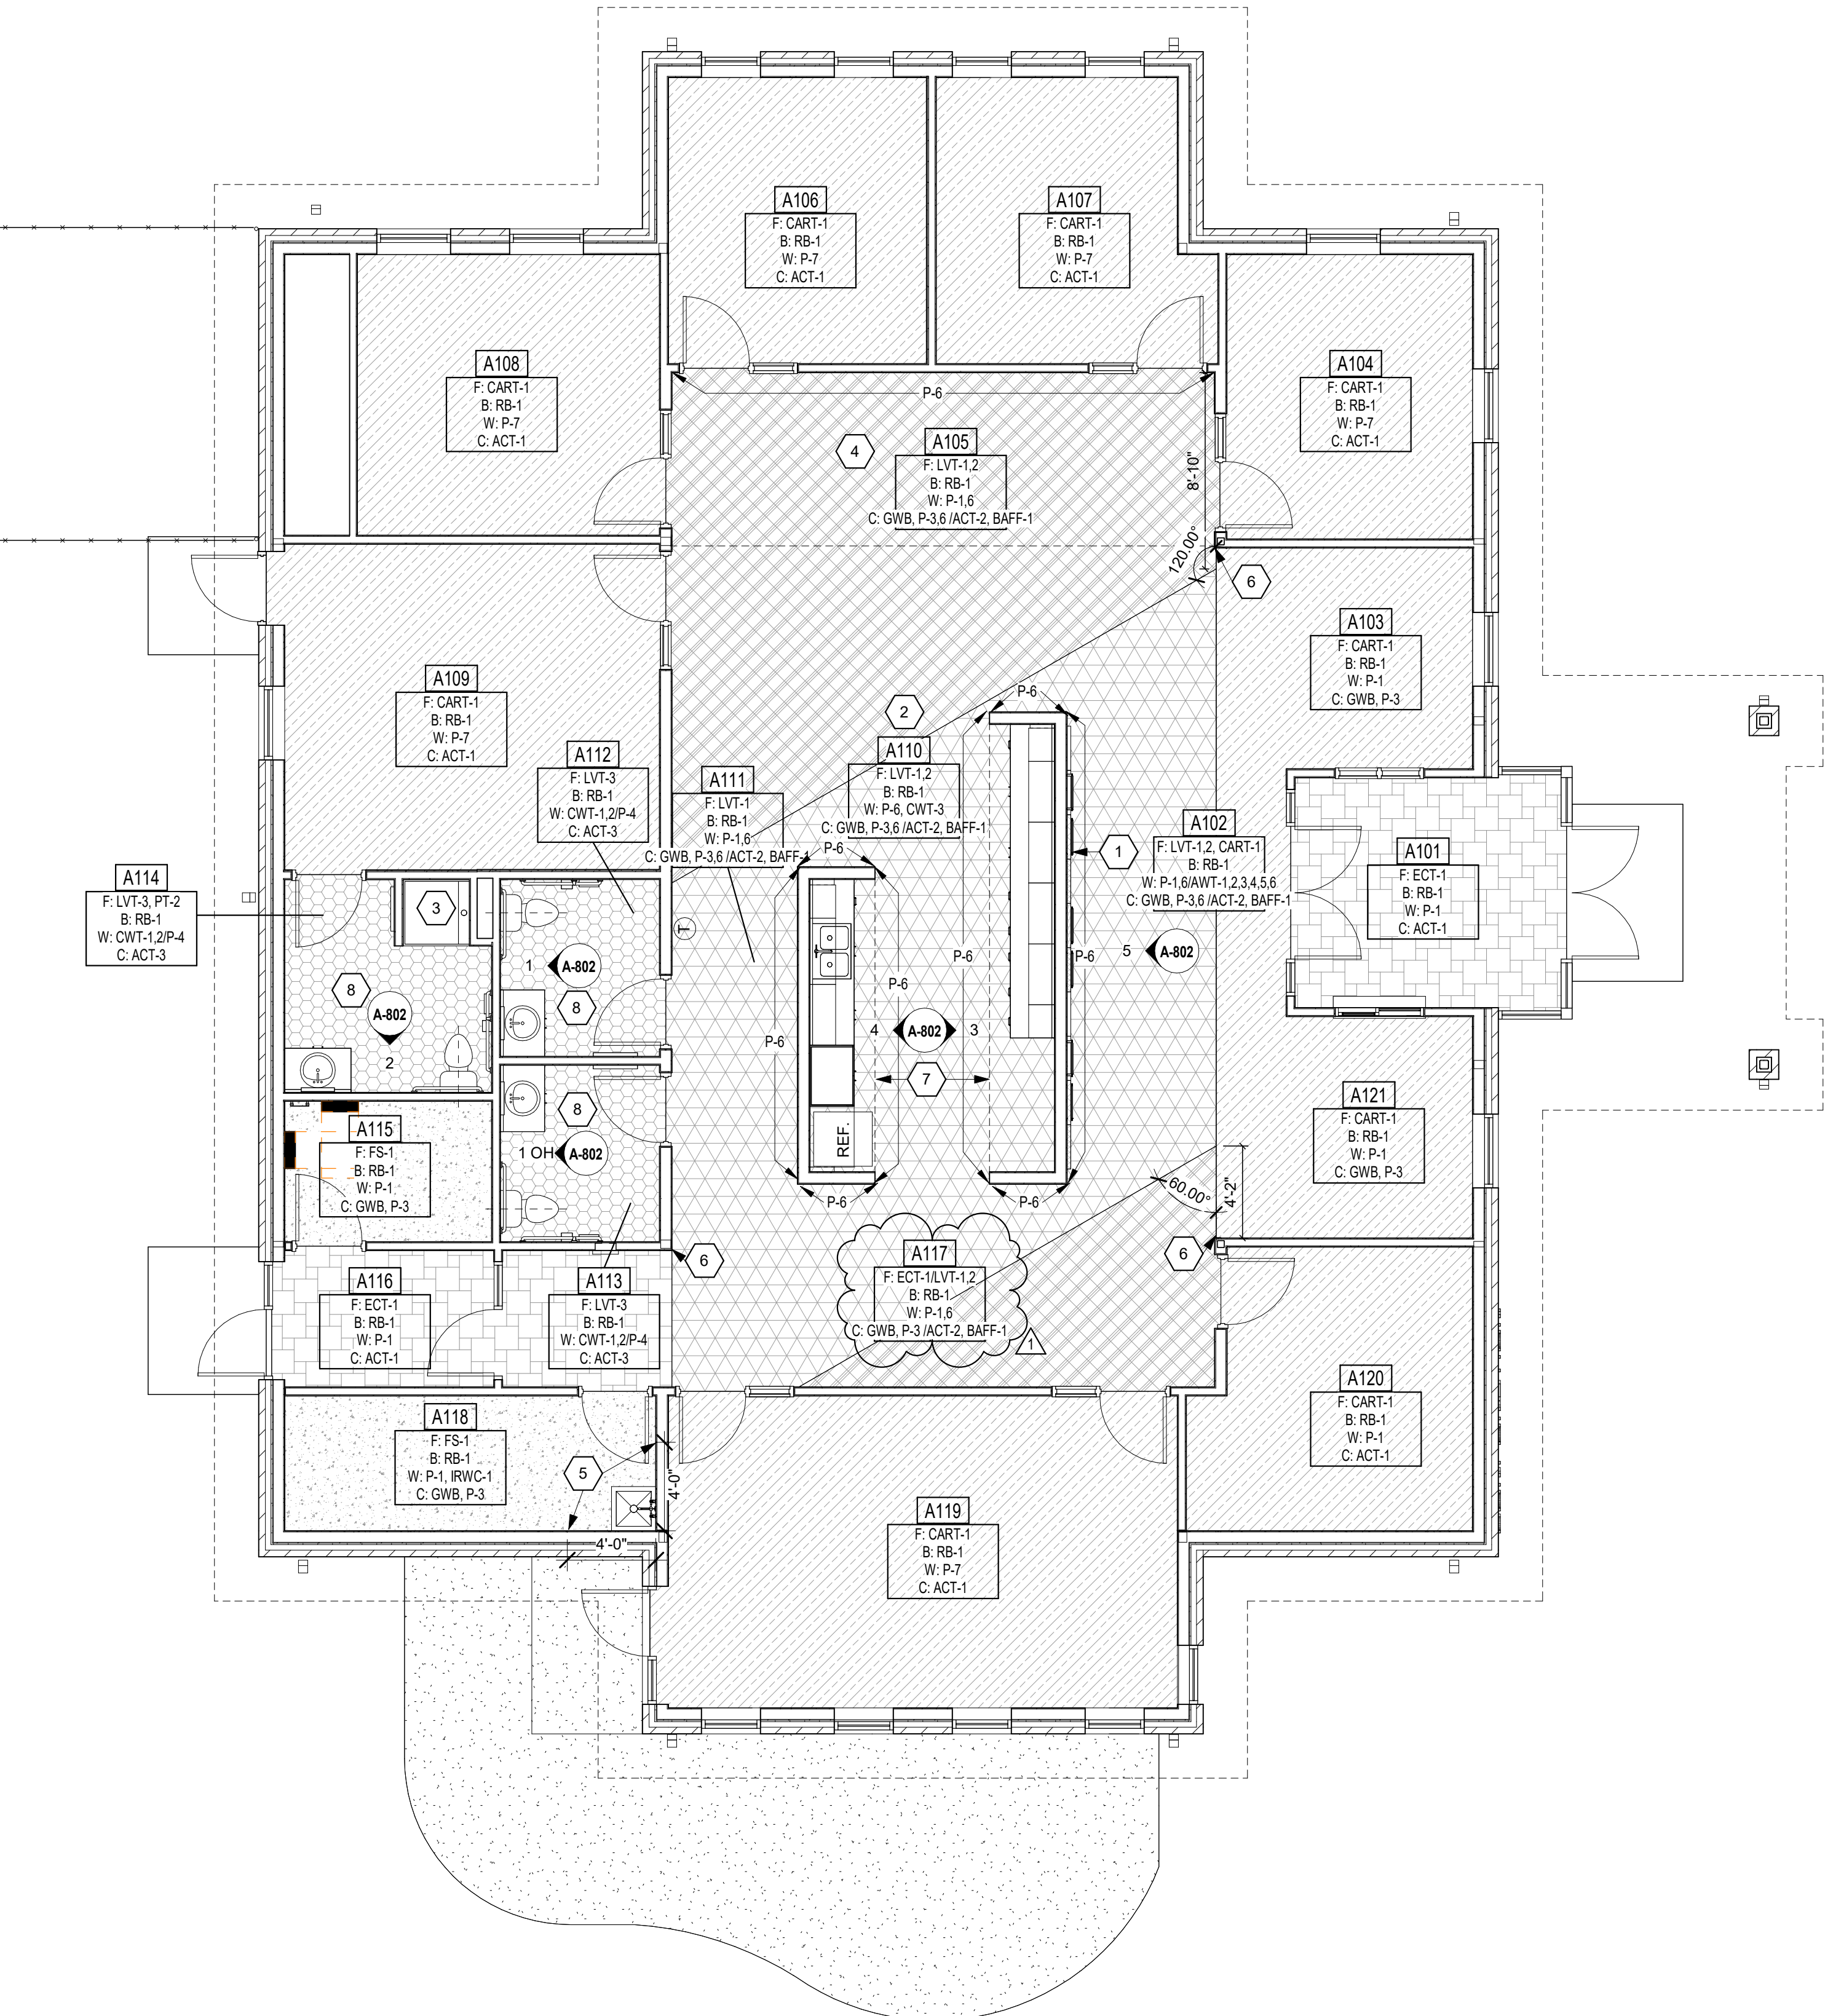 A106
F: CART-1
B: RB-1
W: P-7
C: ACT-1
A107
F: CART-1
B: RB-1
W: P-7
C: ACT-1
A108
F: CART-1
B: RB-1
W: P-7
C: ACT-1
A104
F: CART-1
B: RB-1
W: P-7
C: ACT-1
P-6
4
A105
F: LVT-1,2
B: RB-1
W: P-1,6
C: GWB, P-3,6 /ACT-2, BAFF-1
8'-10"
120.00°
6
A103
F: CART-1
B: RB-1
W: P-1
C: GWB, P-3
A109
F: CART-1
B: RB-1
W: P-7
C: ACT-1
A112
F: LVT-3
B: RB-1
W: CWT-1,2/P-4
C: ACT-3
A111
F: LVT-1
B: RB-1
W: P-1,6
C: GWB, P-3,6 /ACT-2, BAFF-1
2
A110
F: LVT-1,2
B: RB-1
W: P-6, CWT-3
C: GWB, P-3,6 /ACT-2, BAFF-1
P-6
P-6
1
A102
F: LVT-1,2, CART-1
B: RB-1
W: P-1,6/AWT-1,2,3,4,5,6
C: GWB, P-3,6 /ACT-2, BAFF-1
A101
F: ECT-1
B: RB-1
W: P-1
C: ACT-1
A114
F: LVT-3, PT-2
B: RB-1
W: CWT-1,2/P-4
C: ACT-3
3
T
1
A-802
8
8
A-802
2
P-6
P-6
P-6
P-6
5
A-802
4
A-802
3
7
REF.
P-6
P-6
8
1 OH
A-802
A115
F: FS-1
B: RB-1
W: P-1
C: GWB, P-3
A121
F: CART-1
B: RB-1
W: P-1
C: GWB, P-3
60.00°
4'-2"
6
6
A116
F: ECT-1
B: RB-1
W: P-1
C: ACT-1
A113
F: LVT-3
B: RB-1
W: CWT-1,2/P-4
C: ACT-3
A117
F: ECT-1/LVT-1,2
B: RB-1
W: P-1,6
C: GWB, P-3 /ACT-2, BAFF-1
1
A118
F: FS-1
B: RB-1
W: P-1, IRWC-1
C: GWB, P-3
5
4'-0"
4'-0"
A120
F: CART-1
B: RB-1
W: P-1
C: ACT-1
A119
F: CART-1
B: RB-1
W: P-7
C: ACT-1